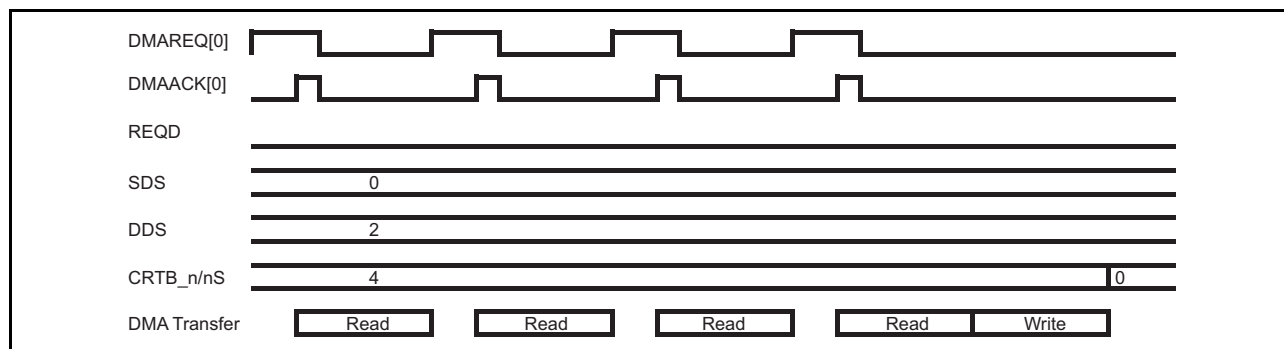 DMAREQ[0]
DMAACK[0]
REQD
SDS 0
DDS 2
CRTB_n/nS 4 0
DMA Transfer Read Read Read Read Write